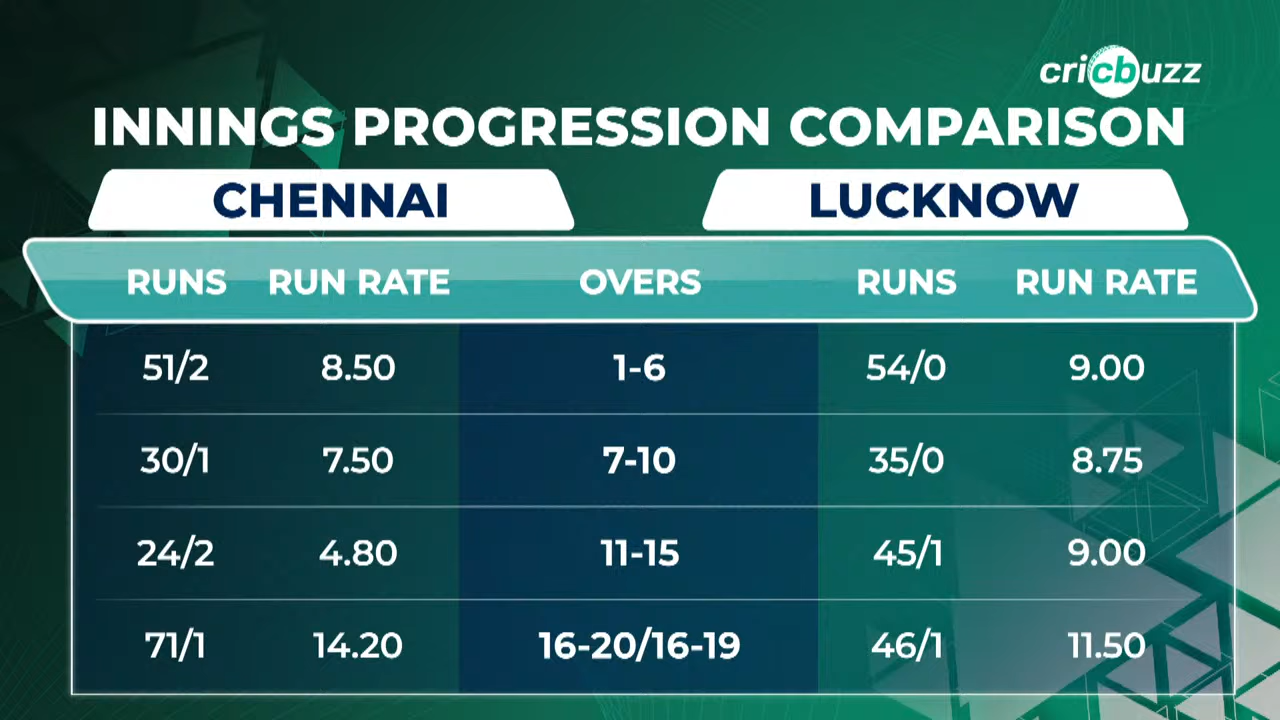 cricbuzz
INNINGS PROGRESSION COMPARISON
CHENNAI LUCKNOW
RUNS RUN RATE OVERS RUNS RUN RATE
51/2 8.50 1-6 54/0 9.00
30/1 7.50 7-10 35/0 8.75
24/2 4.80 11-15 45/1 9.00
71/1 14.20 16-20/16-19 46/1 11.50